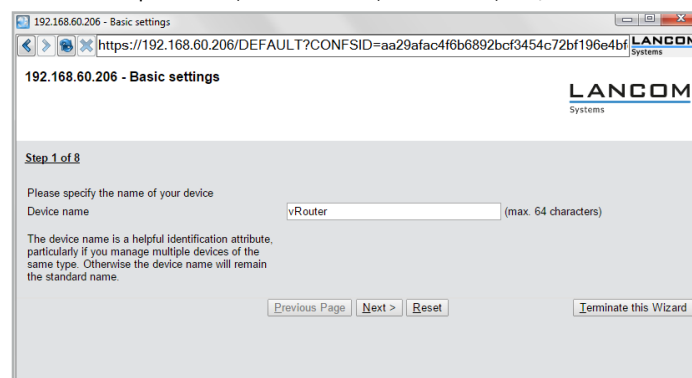 192.168.60.206 - Basic settings
https://192.168.60.206/DEFAULT?CONFSID=aa29afac4f6b6892bcf3454c72bf196e4bf
LANCOM
Systems
192.168.60.206 - Basic settings
LANCOM
Systems
Step 1 of 8
Please specify the name of your device
Device name vRouter (max. 64 characters)
The device name is a helpful identification attribute,
particularly if you manage multiple devices of the
same type. Otherwise the device name will remain
the standard name.
Previous Page Next > Reset Terminate this Wizard